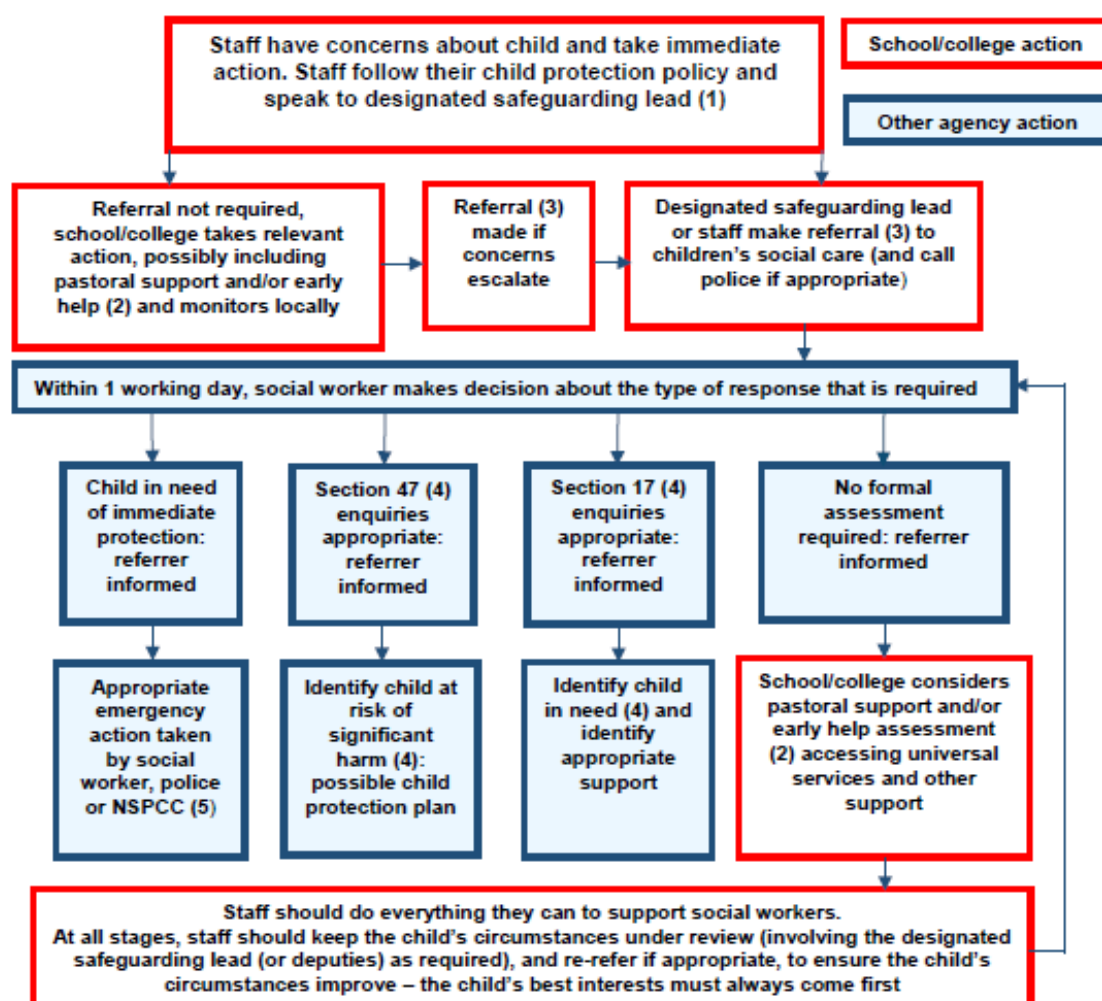 Staff have concerns about child and take immediate
action. Staff follow their child protection policy and
speak to designated safeguarding lead (1)
School/college action
Other agency action
Referral not required,
school/college takes relevant
action, possibly including
pastoral support and/or early
help (2) and monitors locally
Referral (3)
made if
concerns
escalate
Designated safeguarding lead
or staff make referral (3) to
children's social care (and call
police if appropriate)
Within 1 working day, social worker makes decision about the type of response that is required
Child in need
of immediate
protection:
referrer
informed
Section 47 (4)
enquiries
appropriate:
referrer
informed
Section 17 (4)
enquiries
appropriate:
referrer
informed
No formal
assessment
required: referrer
informed
Appropriate
emergency
action taken
by social
worker, police
or NSPCC (5)
Identify child at
risk of
significant
harm (4):
possible child
protection plan
Identify child
in need (4) and
identify
appropriate
support
School/college considers
pastoral support and/or
early help assessment
(2) accessing universal
services and other
support
Staff should do everything they can to support social workers.
At all stages, staff should keep the child's circumstances under review (involving the designated
safeguarding lead (or deputies) as required), and re-refer if appropriate, to ensure the child's
circumstances improve – the child's best interests must always come first